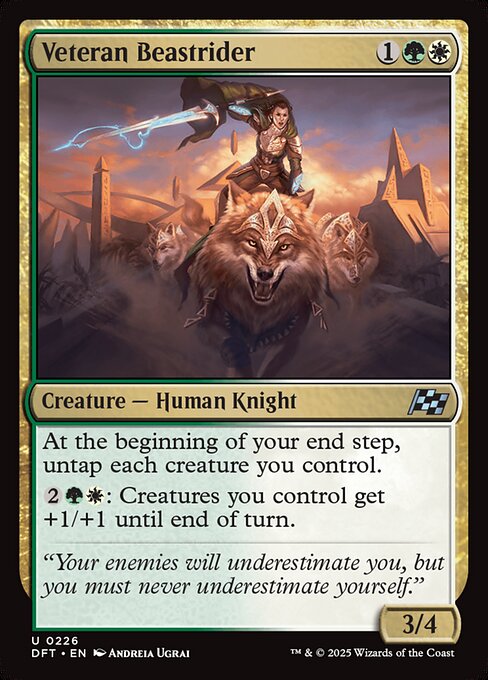 Veteran Beastrider 1
Creature — Human Knight
At the beginning of your end step,
untap each creature you control.
2: Creatures you control get
+1/+1 until end of turn.
“Your enemies will underestimate you, but
you must never underestimate yourself.”
3/4
U 0226
DFT • EN Andreia Ugrai
™ & © 2025 Wizards of the Coast